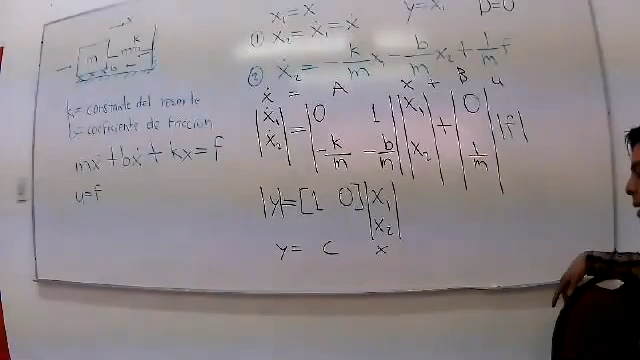 x₁ = x
y = x₁ D=0
(1) ẋ₂ = ẋ₁ = ẋ
(2) ẋ₂ = -k/m x₁ - b/m x₂ + 1/m f
x
k
m
b
k = constante del resorte
b = coeficiente de friccion
mẍ + bẋ + kx = f
u = f
ẋ = A x + B u
|ẋ₁ ẋ₂| = |0 1 -k/m -b/m| |x₁ x₂| + |0 1/m| |f|
|y| = [1 0] |x₁ x₂|
y = C x